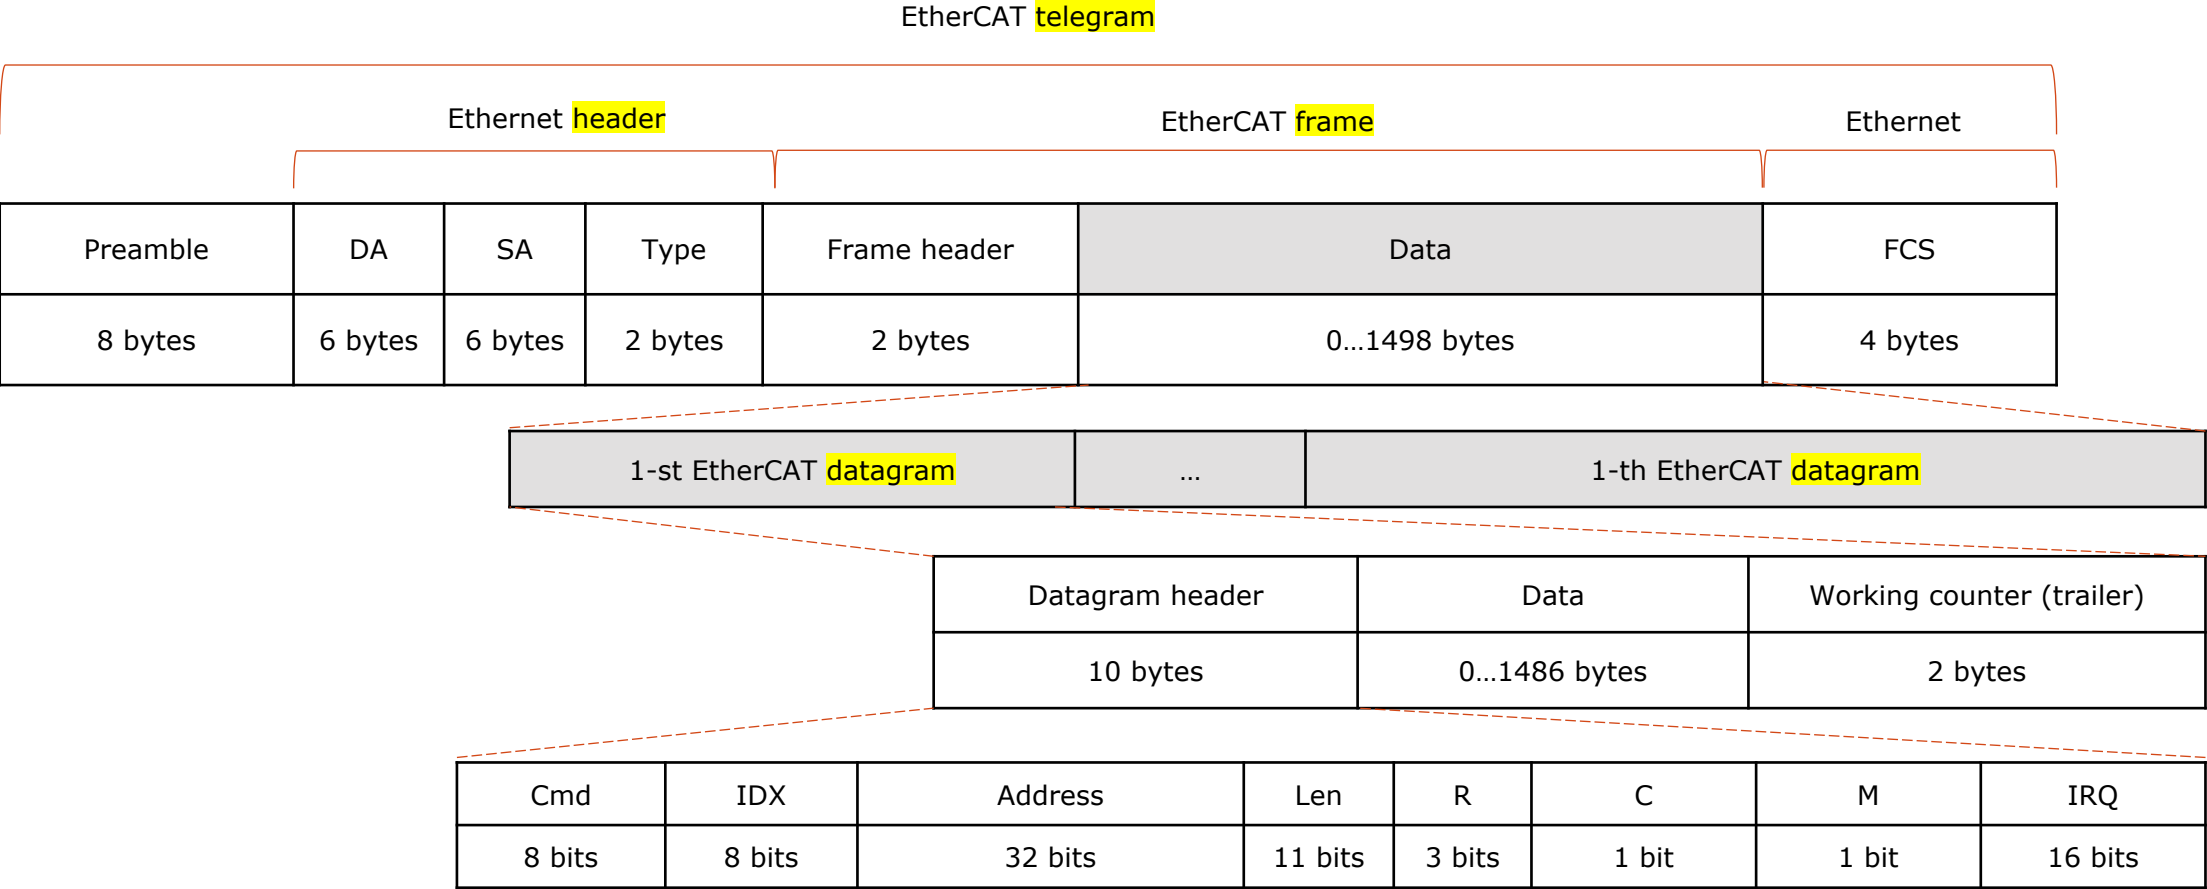 EtherCAT telegram
Ethernet header
EtherCAT frame
Ethernet
Preamble
DA
SA
Type
Frame header
Data
FCS
8 bytes
6 bytes
6 bytes
2 bytes
2 bytes
0…1498 bytes
4 bytes
1-st EtherCAT datagram
…
1-th EtherCAT datagram
Datagram header
Data
Working counter (trailer)
10 bytes
0…1486 bytes
2 bytes
Cmd
IDX
Address
Len
R
C
M
IRQ
8 bits
8 bits
32 bits
11 bits
3 bits
1 bit
1 bit
16 bits